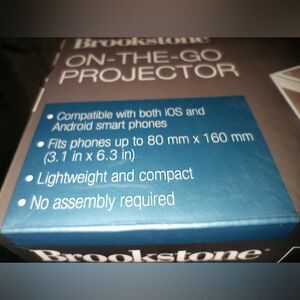 Brookstone
ON-THE-GO
PROJECTOR
• Compatible with both iOS and
Android smart phones
• Fits phones up to 80 mm x 160 mm
(3.1 in x 6.3 in)
• Lightweight and compact
• No assembly required
Brookstone®